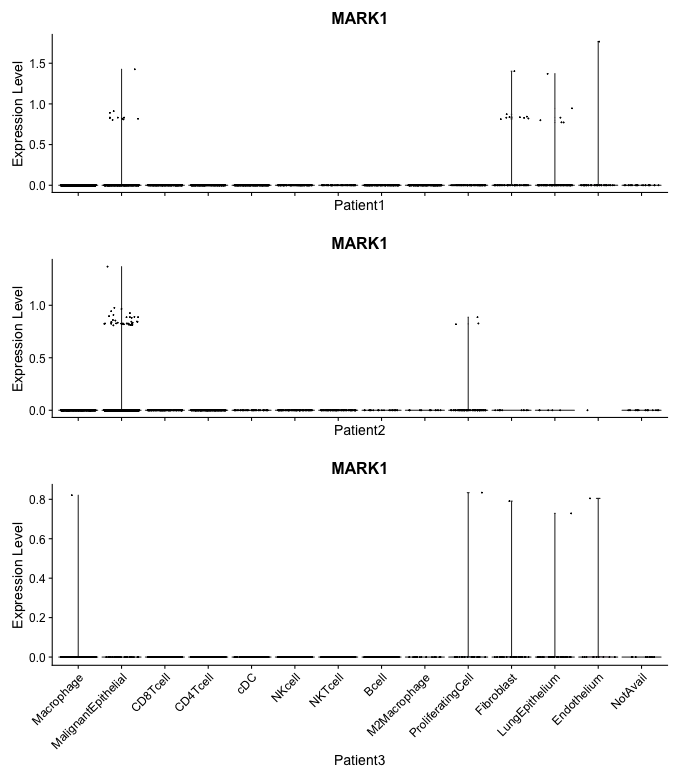 MARK1
Expression Level
1.5
1.0
0.5
0.0
Patient1
MARK1
Expression Level
1.0
0.5
0.0
Patient2
MARK1
Expression Level
0.8
0.6
0.4
0.2
0.0
Macrophage
MalignantEpithelial
CD8Tcell
CD4Tcell
cDC
NKcell
NKTcell
Bcell
M2Macrophage
ProliferatingCell
Fibroblast
LungEpithelium
Endothelium
NotAvail
Patient3